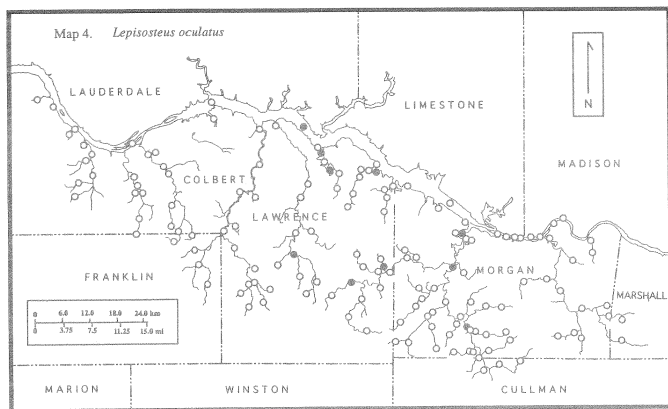 Map 4. Lepisosteus oculatus
LAUDERDALE
LIMESTONE
N
MADISON
COLBERT
LAWRENCE
FRANKLIN
MORGAN
MARSHALL
0 6.0 12.0 18.0 24.0 km
0 3.75 7.5 11.25 15.0 mi
MARION
WINSTON
CULLMAN